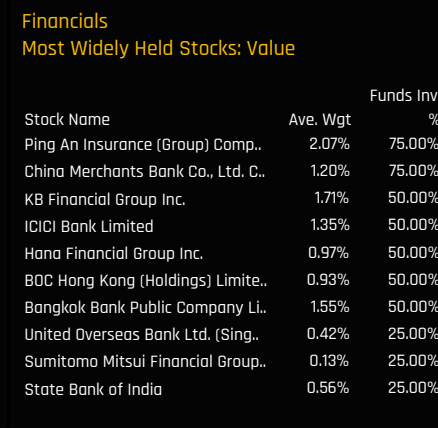 Financials
Most Widely Held Stocks: Value
Funds Inv
Stock Name Ave. Wgt %
Ping An Insurance (Group) Comp.. 2.07% 75.00%
China Merchants Bank Co., Ltd. C.. 1.20% 75.00%
KB Financial Group Inc. 1.71% 50.00%
ICICI Bank Limited 1.35% 50.00%
Hana Financial Group Inc. 0.97% 50.00%
BOC Hong Kong (Holdings) Limite.. 0.93% 50.00%
Bangkok Bank Public Company Li.. 1.55% 50.00%
United Overseas Bank Ltd. (Sing.. 0.42% 25.00%
Sumitomo Mitsui Financial Group.. 0.13% 25.00%
State Bank of India 0.56% 25.00%